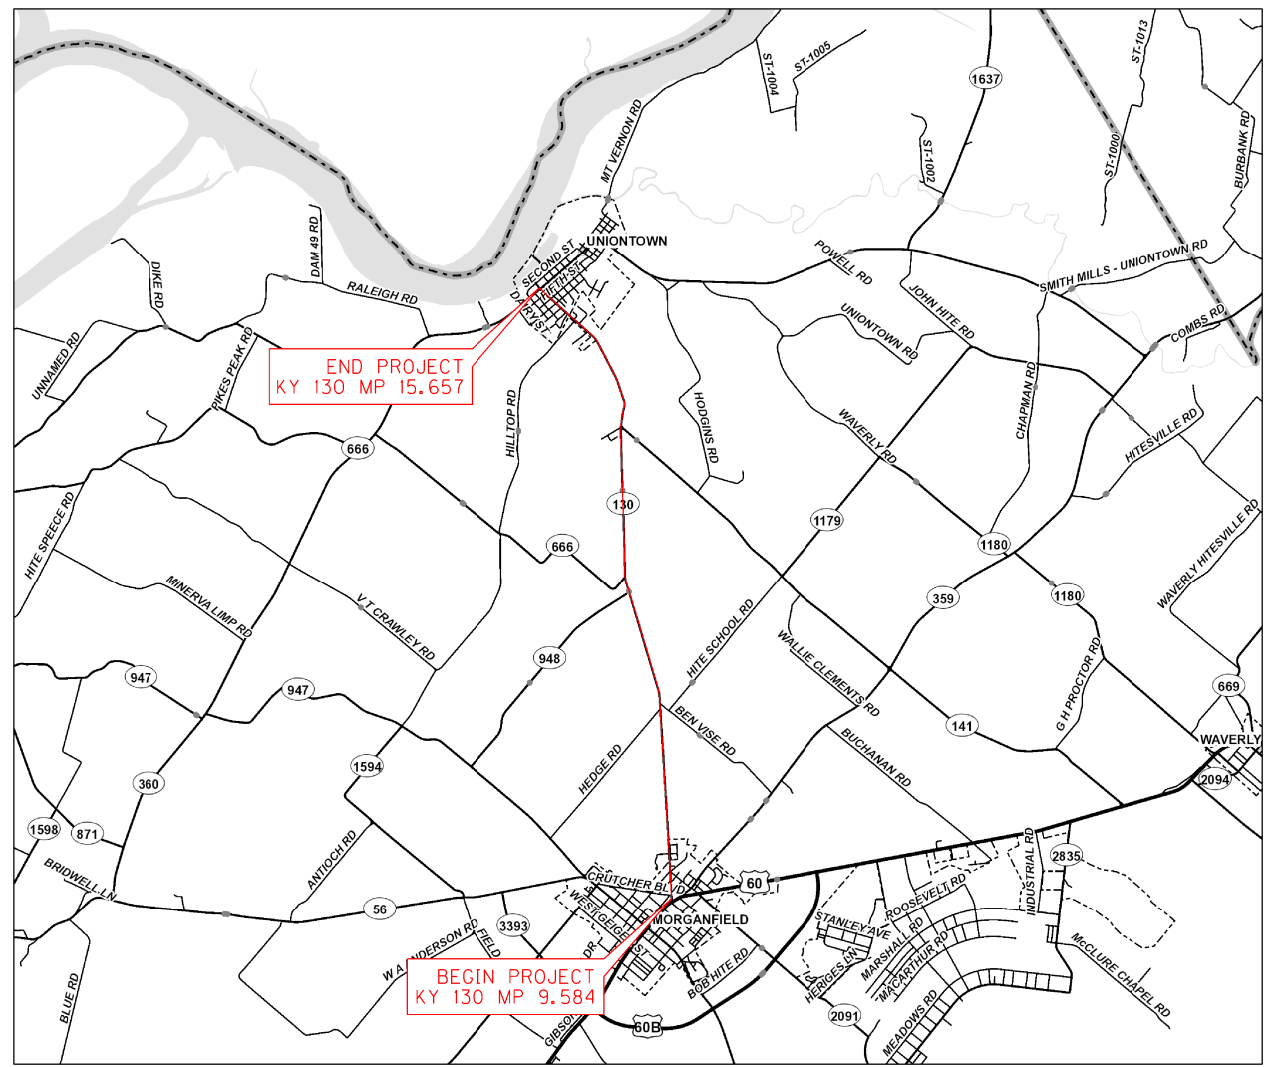 ST-1013
ST-1005
ST-1004
1637
MT VERNON RD
BURBANK RD
ST-1000
ST-1002
DAM 49 RD
UNIONTOWN
SECOND ST
FIFTH ST
DIKE RD
POWELL RD
SMITH MILLS - UNIONTOWN RD
RALEIGH RD
JOHN HITE RD
UNIONTOWN RD
COMBS RD
UNNAMED RD
PIKES PEAK RD
END PROJECT
KY 130 MP 15.657
HILLTOP RD
HODGINS RD
WAVERLY RD
CHAPMAN RD
HITESVILLE RD
666
130
1179
HITE SPEECE RD
666
1180
WAVERLY HITESVILLE RD
MINERVA LIMP RD
V T CRAWLEY RD
359
1180
HITE SCHOOL RD
WALLIE CLEMENTS RD
948
947
947
G H PROCTOR RD
669
BEN VISE RD
141
WAVERLY
BUCHANAN RD
HEDGE RD
1594
360
2094
1598
871
ANTIOCH RD
INDUSTRIAL RD
2835
BRIDWELL LN
CRUTCHER BLVD
60
ROOSEVELT RD
56
WEST GEIGER ST
MORGANFIELD
STANLEY AVE
3393
W A ANDERSON RD
FIELD
DR
MARSHALL RD
MACARTHUR RD
McCLURE CHAPEL RD
BOB HITE RD
HERIGES LN
BEGIN PROJECT
KY 130 MP 9.584
BLUE RD
60B
2091
MEADOWS RD